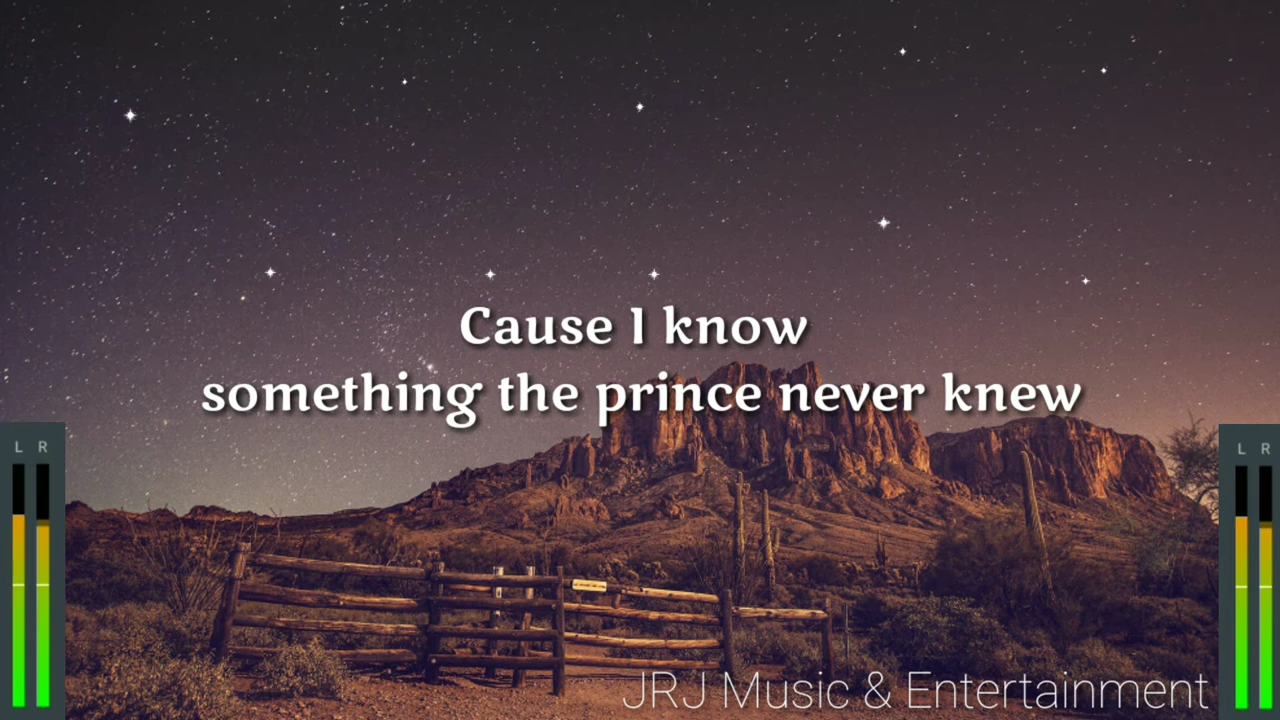 Cause I know
something the prince never knew
L R
L R
JRJ Music & Entertainment